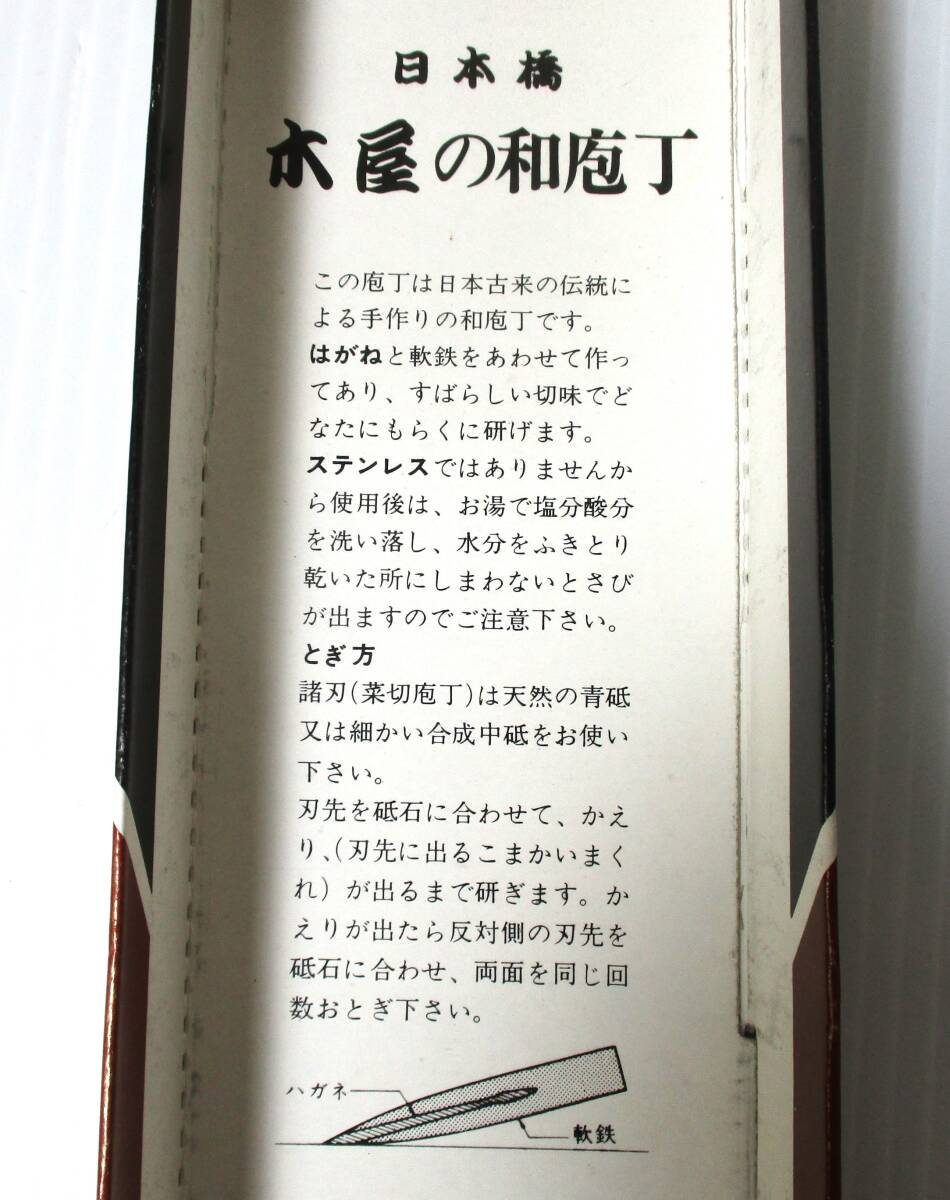 日本橋
木屋の和庖丁
この庖丁は日本古来の伝統に
よる手作りの和庖丁です。
はがねと軟鉄をあわせて作っ
てあり、すばらしい切味でど
なたにもらくに研げます。
ステンレスではありませんか
ら使用後は、お湯で塩分酸分
を洗い落し、水分をふきとり
乾いた所にしまわないとさび
が出ますのでご注意下さい。
とぎ方
諸刃(菜切庖丁)は天然の青砥
又は細かい合成中砥をお使い
下さい。
刃先を砥石に合わせて、かえ
り、(刃先に出るこまかいまく
れ)が出るまで研ぎます。か
えりが出たら反対側の刃先を
砥石に合わせ、両面を同じ回
数おとぎ下さい。
ハガネ
軟鉄